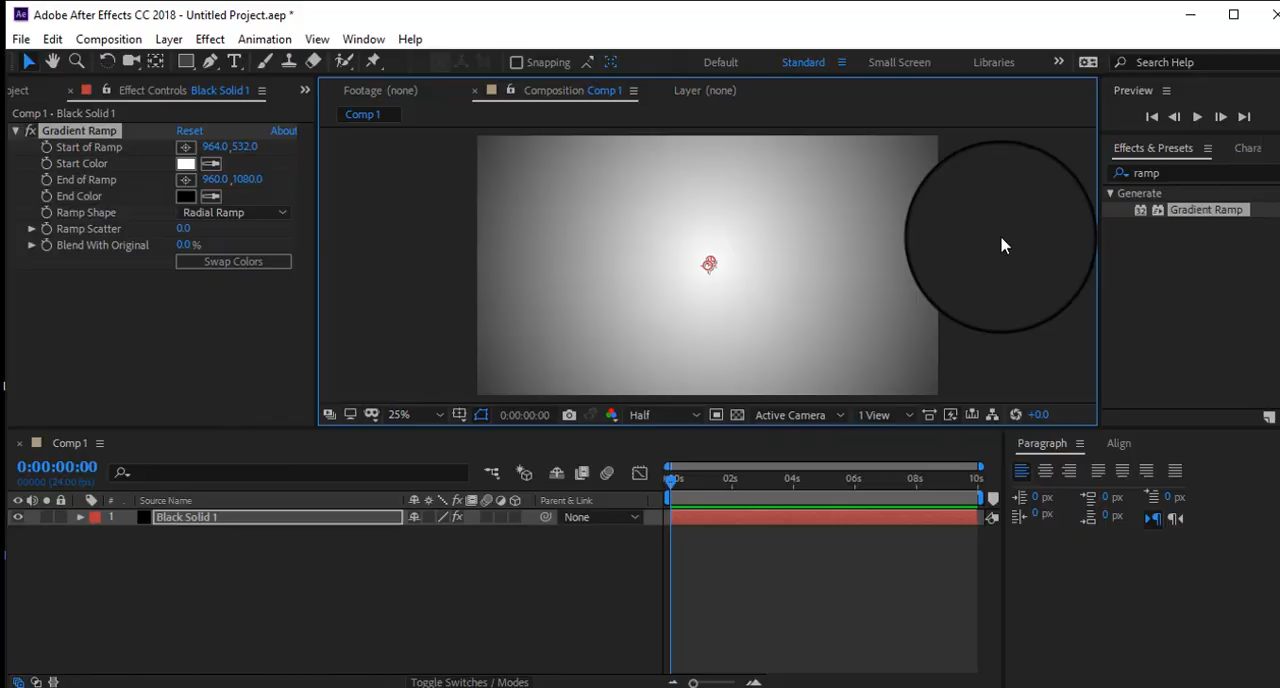 Ae Adobe After Effects CC 2018 - Untitled Project.aep *
File Edit Composition Layer Effect Animation View Window Help
T Snapping Default Standard Small Screen Libraries Search Help
oject Effect Controls Black Solid 1
Footage (none) Composition Comp 1 Layer (none)
Preview
Comp 1 • Black Solid 1
Comp 1
fx Gradient Ramp Reset About
Start of Ramp 964.0,532.0
Start Color
End of Ramp 960.0,1080.0
End Color
Ramp Shape Radial Ramp
Ramp Scatter 0.0
Blend With Original 0.0 %
Swap Colors
Effects & Presets Chara
ramp
Generate
32 Gradient Ramp
25% 0:00:00:00 Half Active Camera 1 View +0.0
Comp 1
0:00:00:00
00000 (24.00 fps)
# Source Name fx Parent & Link
1 Black Solid 1 fx None
00s 02s 04s 06s 08s 10s
Toggle Switches / Modes
Paragraph Align
0 px 0 px 0 px
0 px 0 px